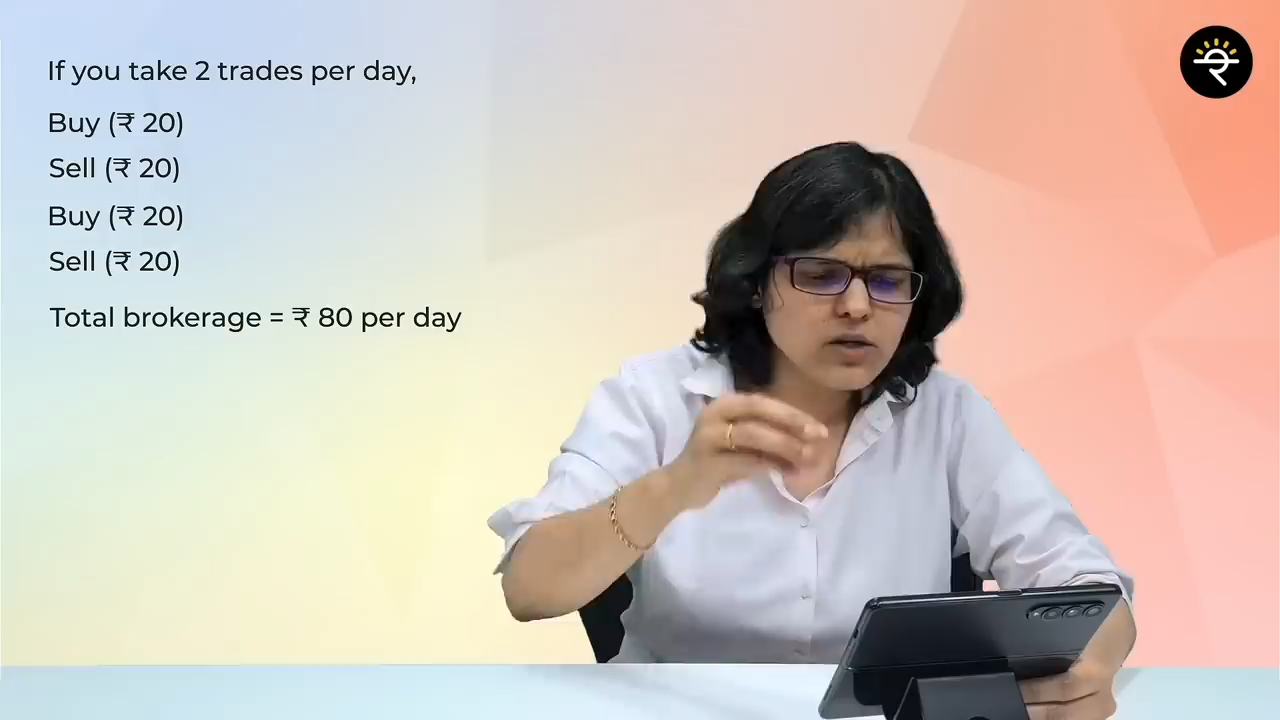 If you take 2 trades per day,
Buy (₹ 20)
Sell (₹ 20)
Buy (₹ 20)
Sell (₹ 20)
Total brokerage = ₹ 80 per day